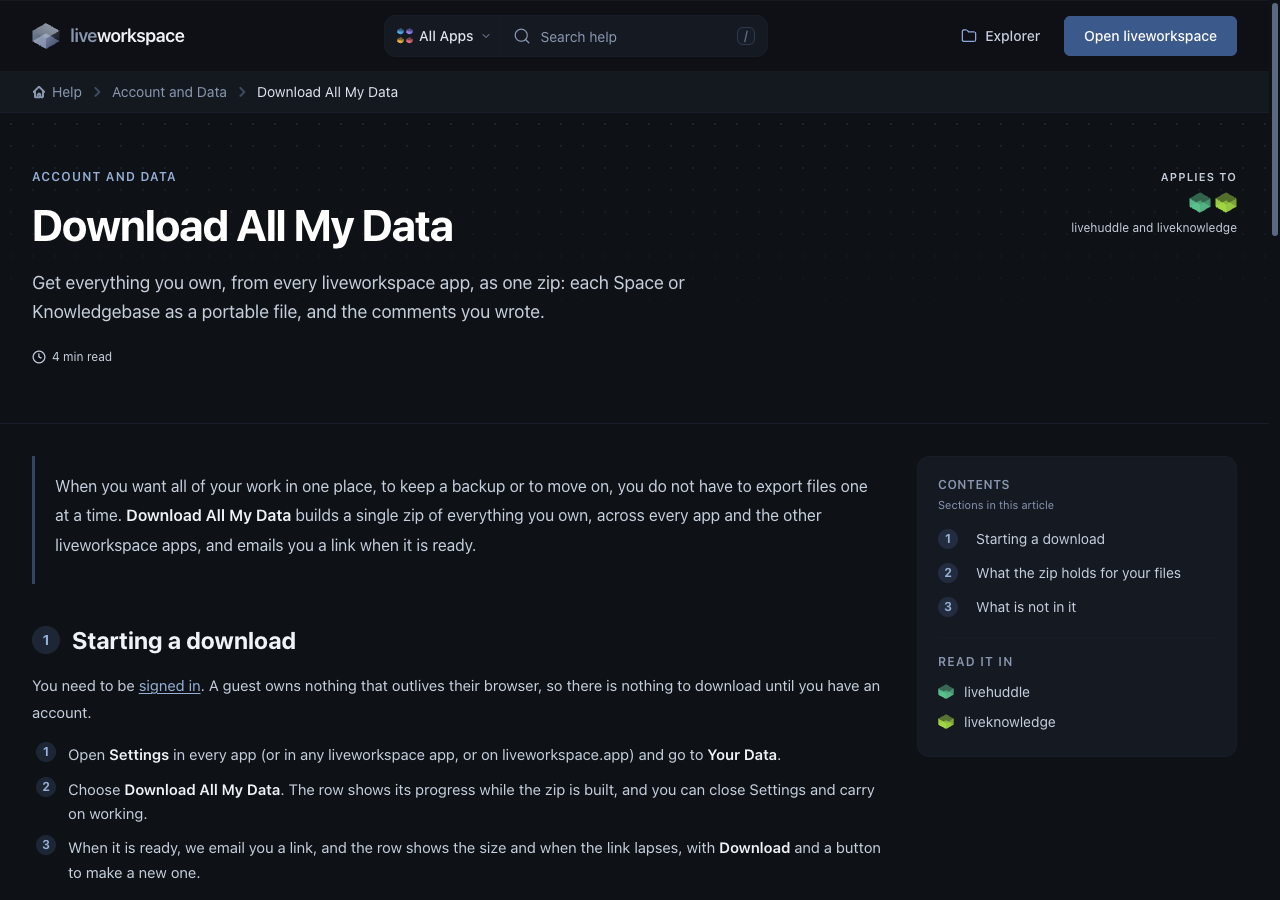 liveworkspace
All Apps
Search help
/
Explorer
Open liveworkspace
Help
Account and Data
Download All My Data
ACCOUNT AND DATA
APPLIES TO
Download All My Data
livehuddle and liveknowledge
Get everything you own, from every liveworkspace app, as one zip: each Space or
Knowledgebase as a portable file, and the comments you wrote.
4 min read
When you want all of your work in one place, to keep a backup or to move on, you do not have to export files one
at a time. Download All My Data builds a single zip of everything you own, across every app and the other
liveworkspace apps, and emails you a link when it is ready.
1 Starting a download
You need to be signed in. A guest owns nothing that outlives their browser, so there is nothing to download until you have an
account.
1 Open Settings in every app (or in any liveworkspace app, or on liveworkspace.app) and go to Your Data.
2 Choose Download All My Data. The row shows its progress while the zip is built, and you can close Settings and carry
on working.
3 When it is ready, we email you a link, and the row shows the size and when the link lapses, with Download and a button
to make a new one.
CONTENTS
Sections in this article
1 Starting a download
2 What the zip holds for your files
3 What is not in it
READ IT IN
livehuddle
liveknowledge